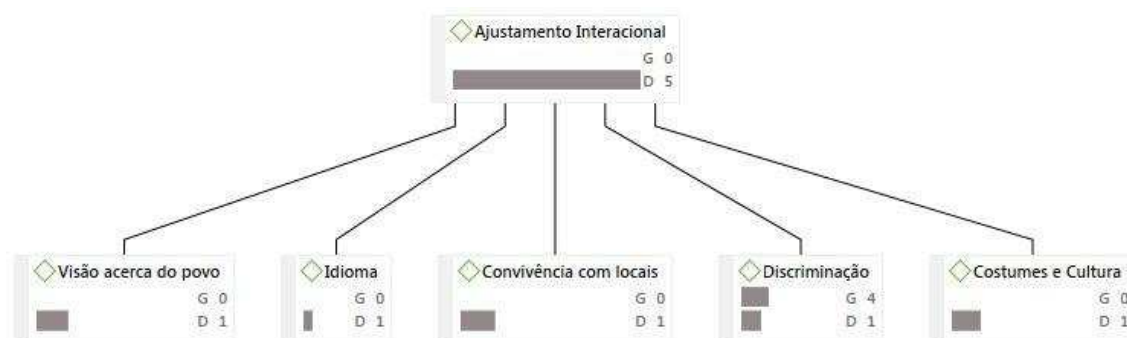 Ajustamento Interacional
G 0
D 5
Visão acerca do povo
G 0
D 1
Idioma
G 0
D 1
Convivência com locais
G 0
D 1
Discriminação
G 4
D 1
Costumes e Cultura
G 0
D 1